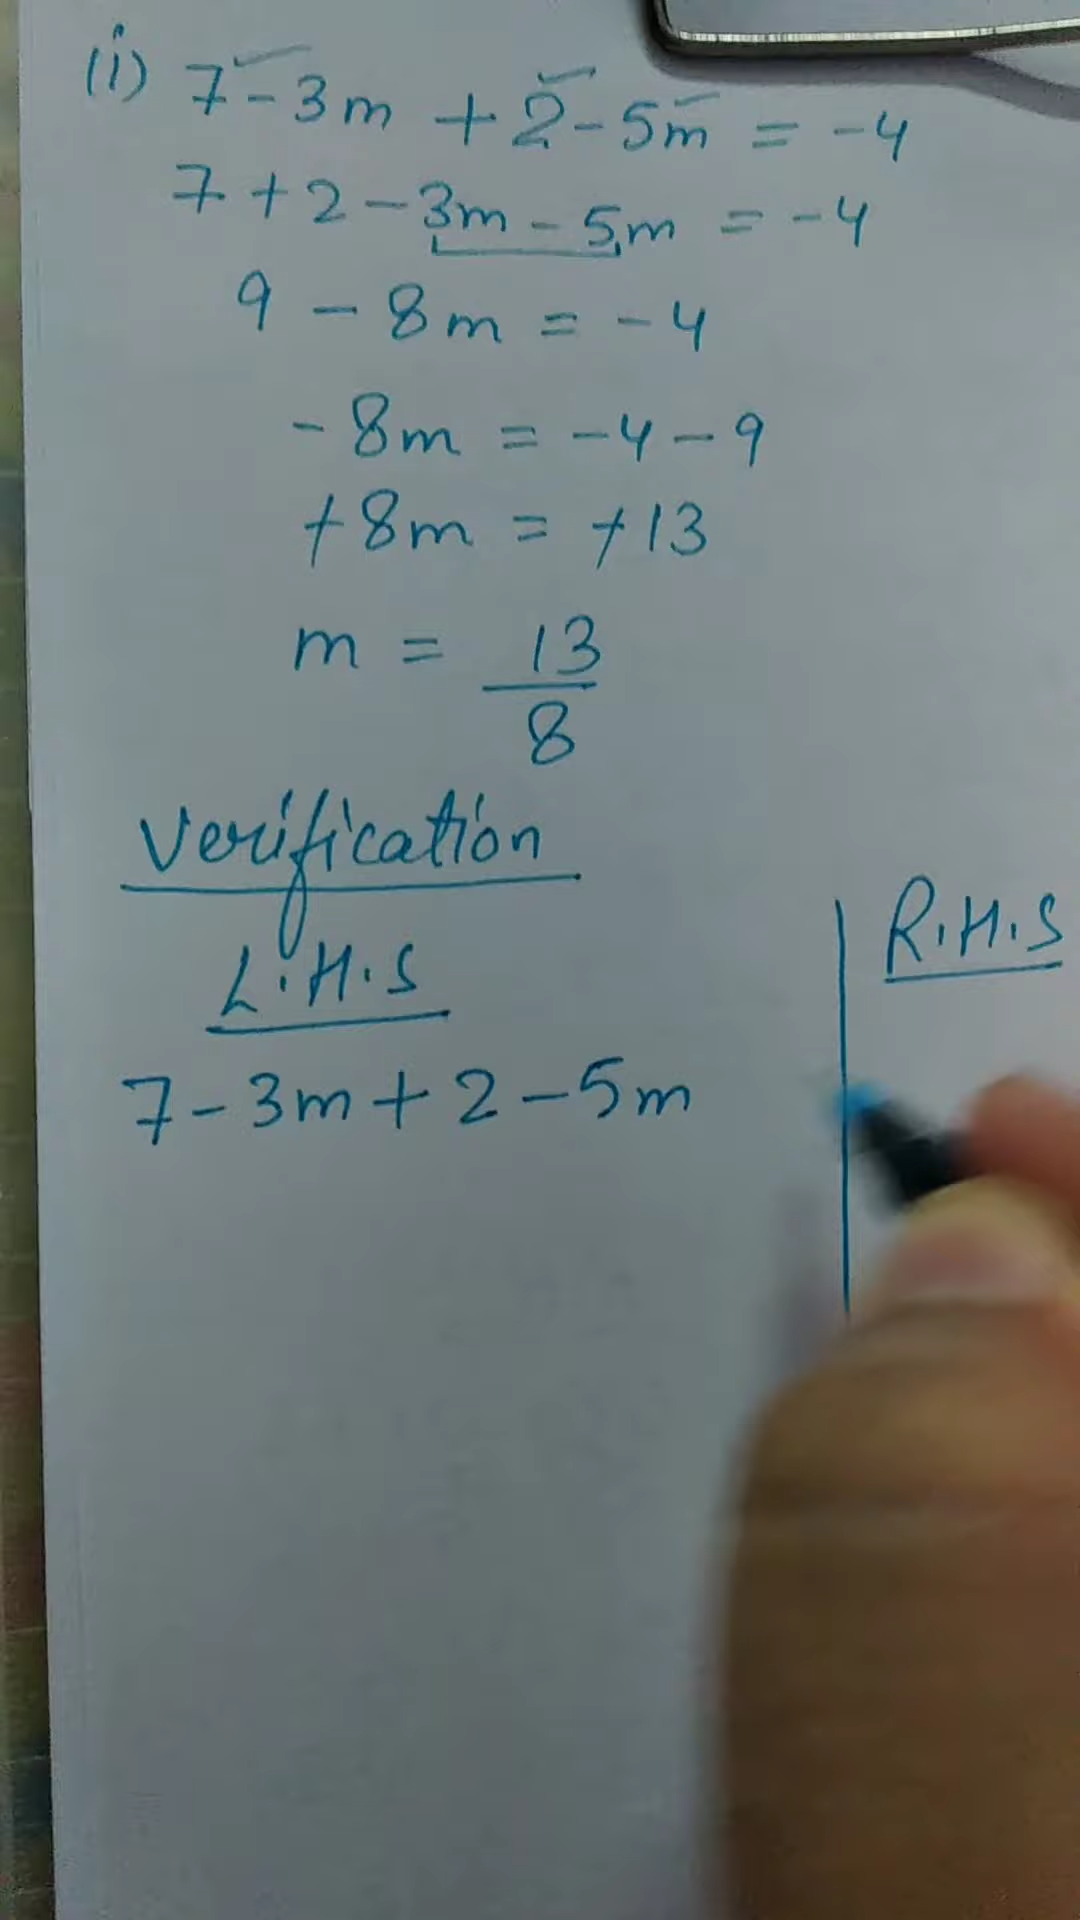 (i) 7 - 3m + 2 - 5m = -4
7 + 2 - 3m - 5m = -4
9 - 8m = -4
-8m = -4 - 9
+8m = +13
m = 13/8
Verification
L.H.S
R.H.S
7 - 3m + 2 - 5m